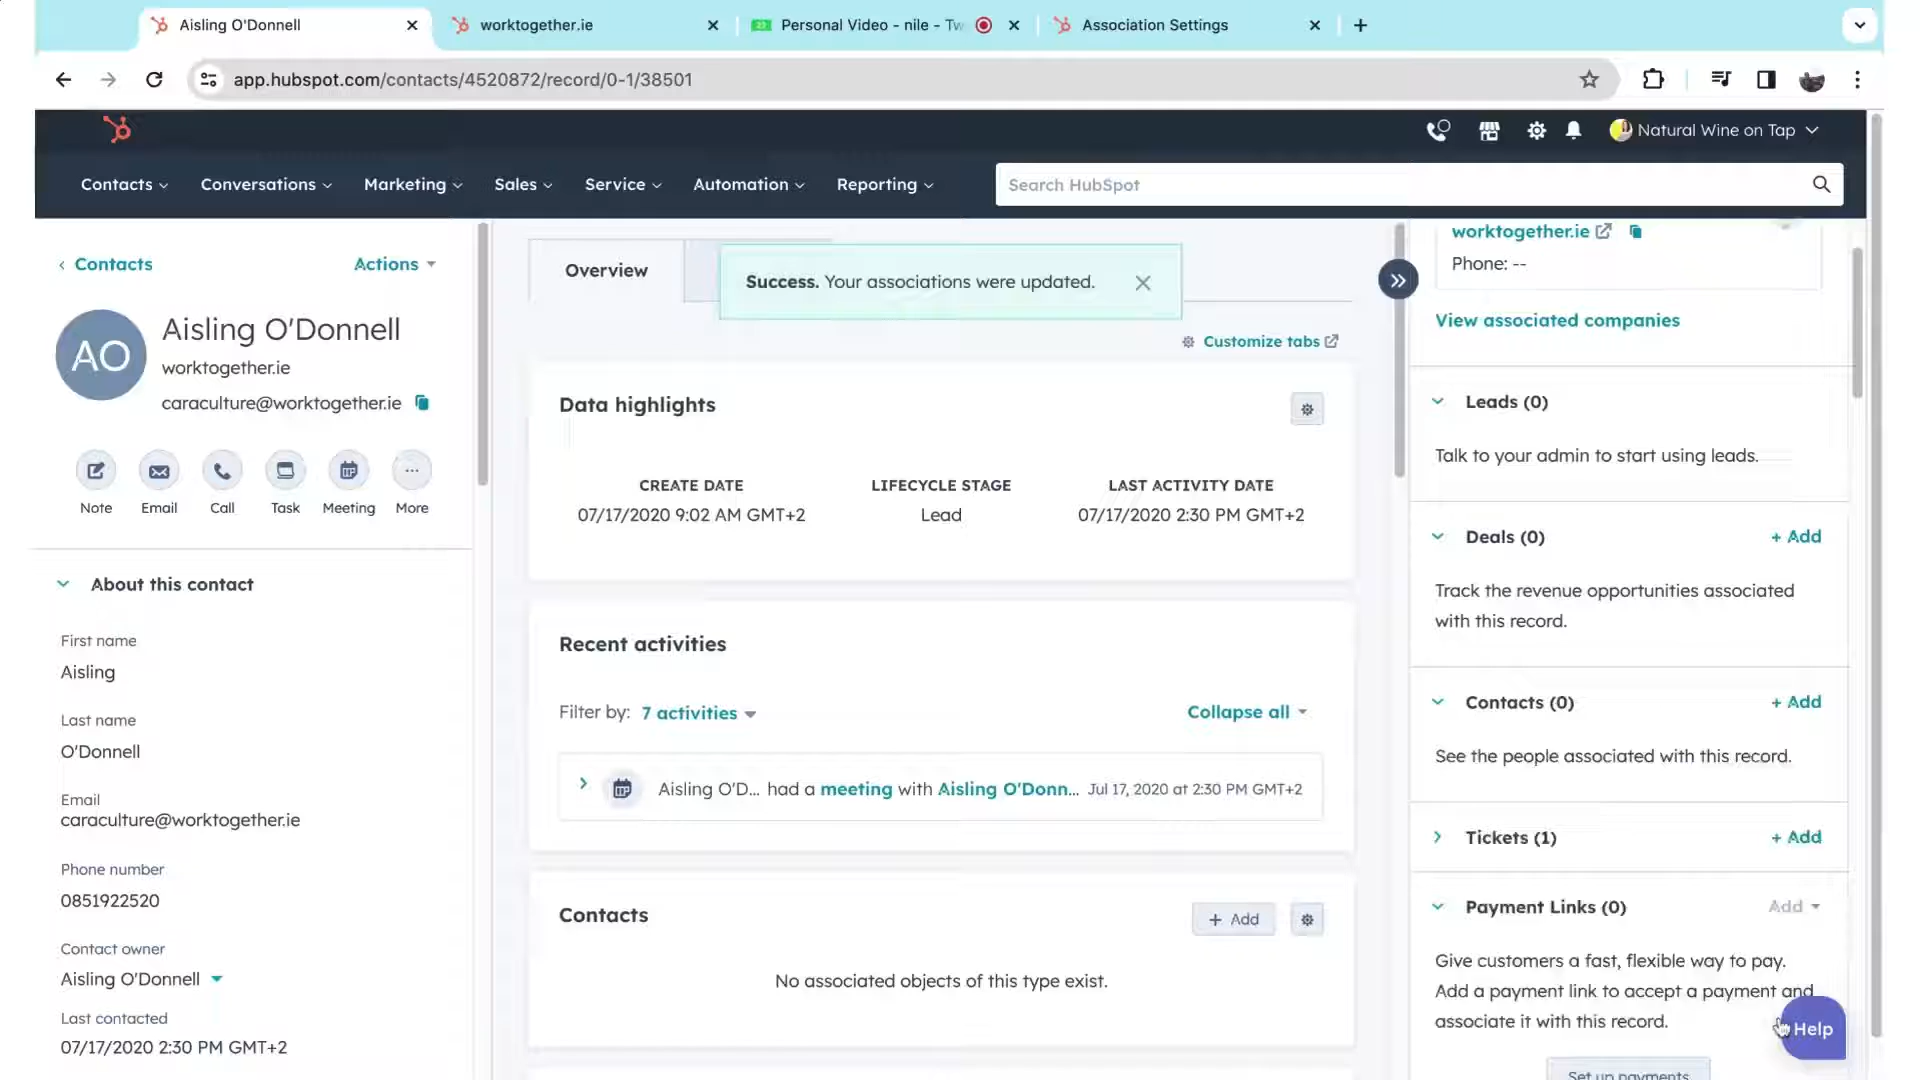 Aisling O'Donnell
worktogether.ie
Personal Video - nile - Tw
Association Settings
app.hubspot.com/contacts/4520872/record/0-1/38501
Natural Wine on Tap
Contacts
Conversations
Marketing
Sales
Service
Automation
Reporting
Search HubSpot
Contacts
Actions
AO
Aisling O'Donnell
worktogether.ie
caraculture@worktogether.ie
Note
Email
Call
Task
Meeting
More
About this contact
First name
Aisling
Last name
O'Donnell
Email
caraculture@worktogether.ie
Phone number
0851922520
Contact owner
Aisling O'Donnell
Last contacted
07/17/2020 2:30 PM GMT+2
Overview
Success. Your associations were updated.
Customize tabs
Data highlights
CREATE DATE
07/17/2020 9:02 AM GMT+2
LIFECYCLE STAGE
Lead
LAST ACTIVITY DATE
07/17/2020 2:30 PM GMT+2
Recent activities
Filter by: 7 activities
Collapse all
Aisling O'D... had a meeting with Aisling O'Donn... Jul 17, 2020 at 2:30 PM GMT+2
Contacts
+ Add
No associated objects of this type exist.
worktogether.ie
Phone: --
View associated companies
Leads (0)
Talk to your admin to start using leads.
Deals (0)
+ Add
Track the revenue opportunities associated
with this record.
Contacts (0)
+ Add
See the people associated with this record.
Tickets (1)
+ Add
Payment Links (0)
Add
Give customers a fast, flexible way to pay.
Add a payment link to accept a payment and
associate it with this record.
Set up payments
Help